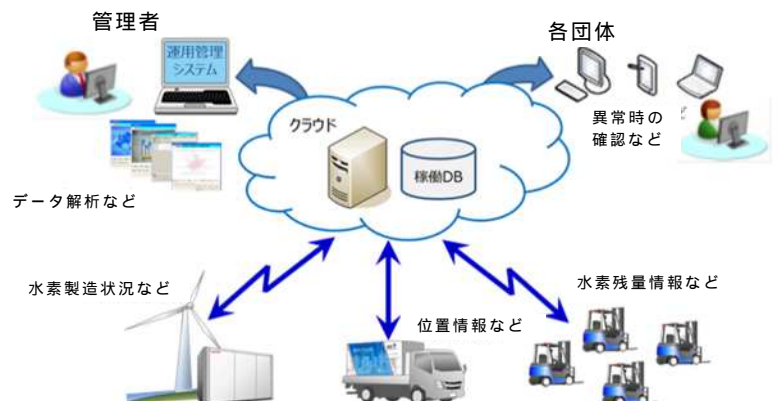 管理者
各団体
運用管理
システム
クラウド
異常時の
確認など
稼働DB
データ解析など
水素製造状況など
水素残量情報など
位置情報など